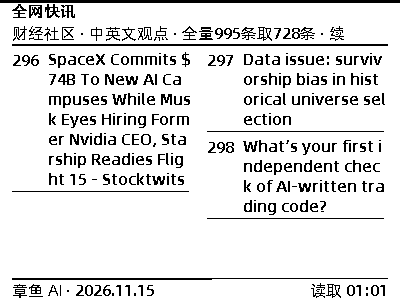 全网快讯
财经社区 · 中英文观点 · 全量995条取728条 · 续
296 SpaceX Commits $
74B To New AI Ca
mpuses While Mus
k Eyes Hiring Form
er Nvidia CEO, Sta
rship Readies Flig
ht 15 - Stocktwits
297 Data issue: surviv
orship bias in hist
orical universe sel
ection
298 What's your first i
ndependent chec
k of AI-written tra
ding code?
章鱼 AI · 2026.11.15
读取 01:01